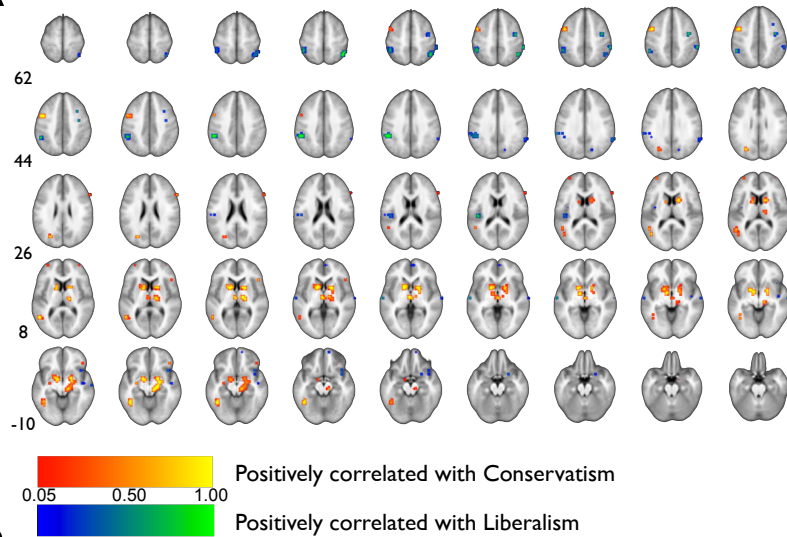 62
44
26
8
-10
Positively correlated with Conservatism
0.05 0.50 1.00
Positively correlated with Liberalism